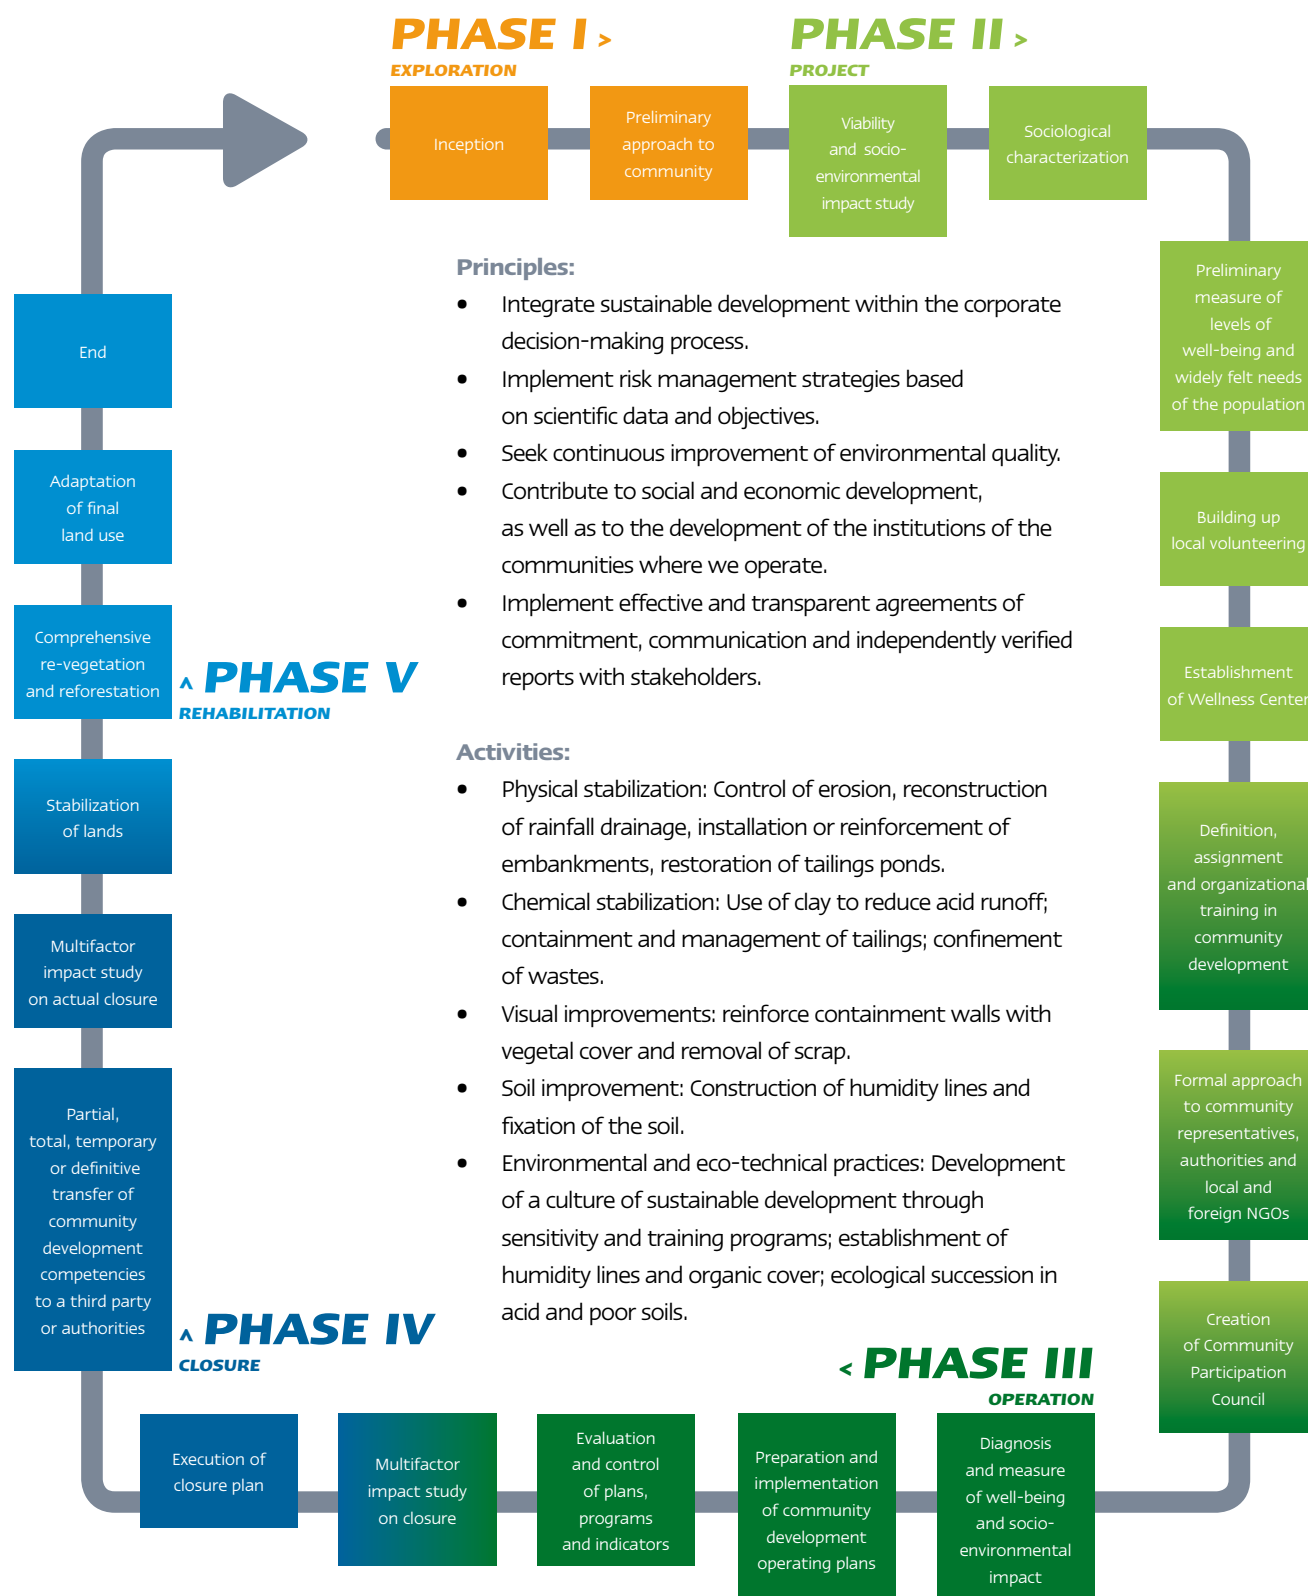 PHASE I >
EXPLORATION
Inception
Preliminary
approach to
community
PHASE II >
PROJECT
Viability
and socio-
environmental
impact study
Sociological
characterization
Preliminary
measure of
levels of
well-being and
widely felt needs
of the population
Building up
local volunteering
Establishment
of Wellness Center
Definition,
assignment
and organizational
training in
community
development
Formal approach
to community
representatives,
authorities and
local and
foreign NGOs
Creation
of Community
Participation
Council
< PHASE III
OPERATION
Diagnosis
and measure
of well-being
and socio-
environmental
impact
Preparation and
implementation
of community
development
operating plans
Evaluation
and control
of plans,
programs
and indicators
Multifactor
impact study
on closure
Execution of
closure plan
^ PHASE IV
CLOSURE
Partial,
total, temporary
or definitive
transfer of
community
development
competencies
to a third party
or authorities
Multifactor
impact study
on actual closure
Stabilization
of lands
^ PHASE V
REHABILITATION
Comprehensive
re-vegetation
and reforestation
Adaptation
of final
land use
End
Principles:
• Integrate sustainable development within the corporate
decision-making process.
• Implement risk management strategies based
on scientific data and objectives.
• Seek continuous improvement of environmental quality.
• Contribute to social and economic development,
as well as to the development of the institutions of the
communities where we operate.
• Implement effective and transparent agreements of
commitment, communication and independently verified
reports with stakeholders.
Activities:
• Physical stabilization: Control of erosion, reconstruction
of rainfall drainage, installation or reinforcement of
embankments, restoration of tailings ponds.
• Chemical stabilization: Use of clay to reduce acid runoff;
containment and management of tailings; confinement
of wastes.
• Visual improvements: reinforce containment walls with
vegetal cover and removal of scrap.
• Soil improvement: Construction of humidity lines and
fixation of the soil.
• Environmental and eco-technical practices: Development
of a culture of sustainable development through
sensitivity and training programs; establishment of
humidity lines and organic cover; ecological succession in
acid and poor soils.